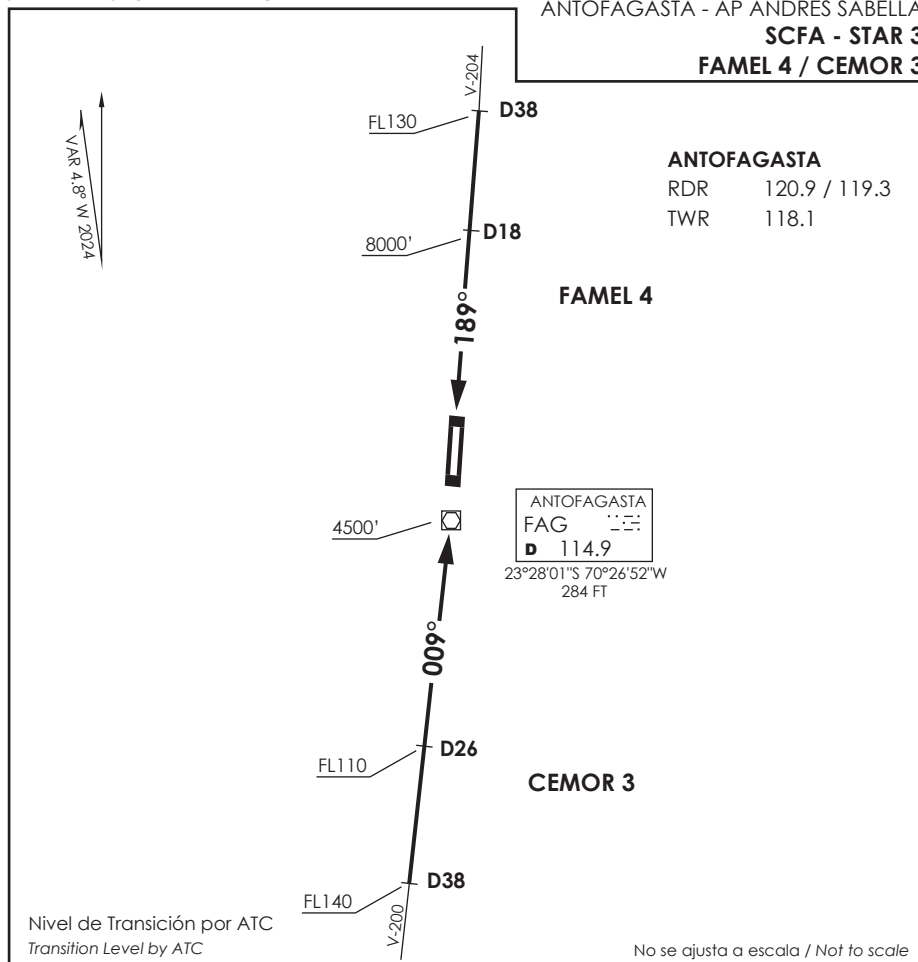 ANTOFAGASTA - AP ANDRES SABELLA
SCFA - STAR 3
FAMEL 4 / CEMOR 3
V-204
D38
FL130
VAR 4.8° W 2024
ANTOFAGASTA
RDR 120.9 / 119.3
TWR 118.1
D18
8000'
FAMEL 4
189°
ANTOFAGASTA
FAG
D 114.9
4500'
23°28'01"S 70°26'52"W
284 FT
009°
D26
FL110
CEMOR 3
D38
FL140
V-200
Nivel de Transición por ATC
Transition Level by ATC
No se ajusta a escala / Not to scale